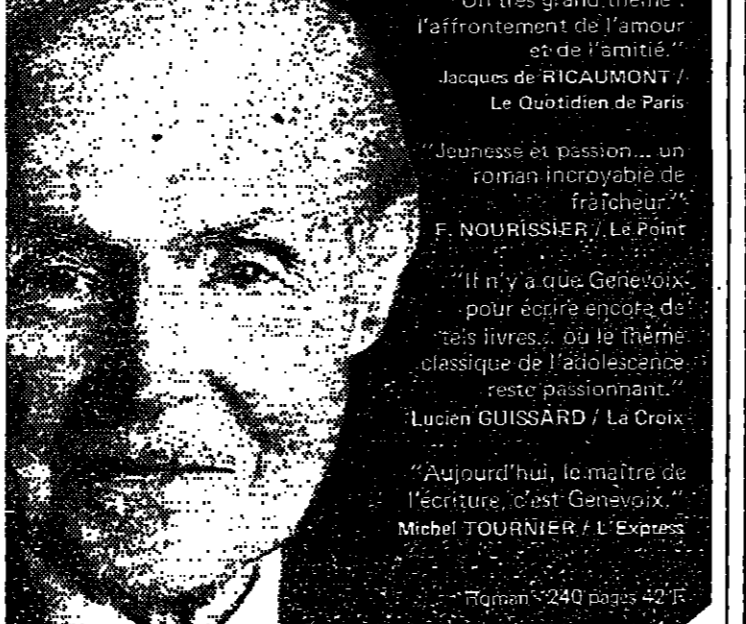 Un très grand thème :
l'affrontement de l'amour
et de l'amitié."
Jacques de RICAUMONT /
Le Quotidien de Paris
"Jeunesse et passion... un
roman incroyable de
fraîcheur."
F. NOURISSIER / Le Point
"Il n'y a que Genevoix
pour écrire encore de
tels livres... où le thème
classique de l'adolescence
reste passionnant."
Lucien GUISSARD / La Croix
"Aujourd'hui, le maître de
l'écriture, c'est Genevoix."
Michel TOURNIER / L'Express
Roman - 240 pages 42 F